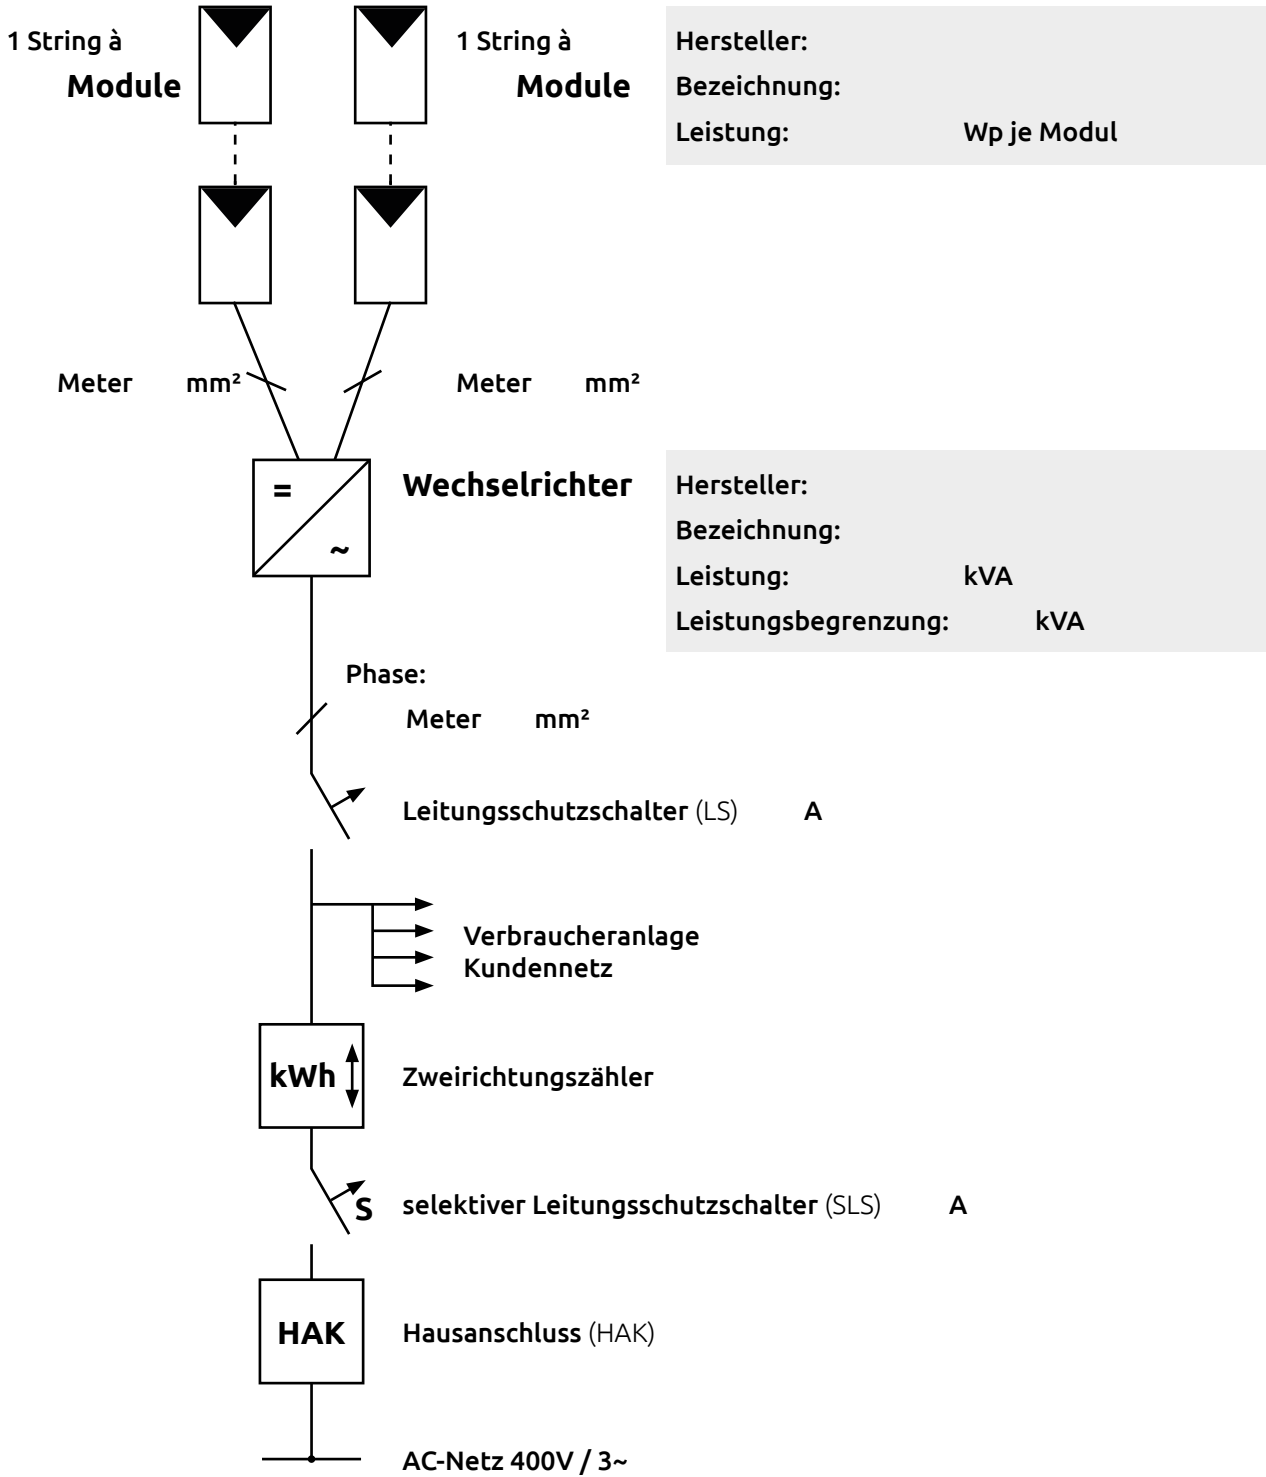 1 String à
Module
1 String à
Module
Hersteller:
Bezeichnung:
Leistung: Wp je Modul
Meter mm²
Meter mm²
=
~
Wechselrichter
Hersteller:
Bezeichnung:
Leistung: kVA
Leistungsbegrenzung: kVA
Phase:
Meter mm²
Leitungsschutzschalter (LS) A
Verbraucheranlage
Kundennetz
kWh
Zweirichtungszähler
S
selektiver Leitungsschutzschalter (SLS) A
HAK
Hausanschluss (HAK)
AC-Netz 400V / 3~